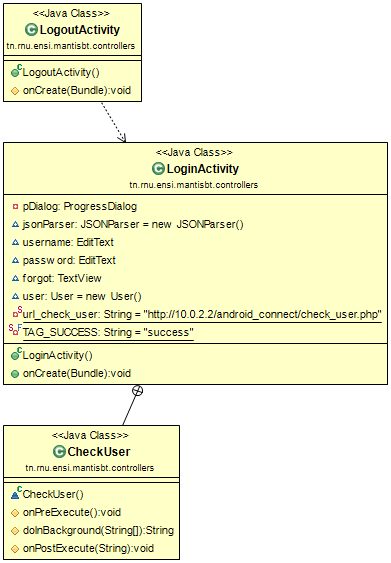 <<Java Class>>
LogoutActivity
tn.rnu.ensi.mantisbt.controllers
LogoutActivity()
onCreate(Bundle):void
<<Java Class>>
LoginActivity
tn.rnu.ensi.mantisbt.controllers
pDialog: ProgressDialog
jsonParser: JSONParser = new JSONParser()
username: EditText
password: EditText
forgot: TextView
user: User = new User()
url_check_user: String = "http://10.0.2.2/android_connect/check_user.php"
TAG_SUCCESS: String = "success"
LoginActivity()
onCreate(Bundle):void
<<Java Class>>
CheckUser
tn.rnu.ensi.mantisbt.controllers
CheckUser()
onPreExecute():void
doInBackground(String[]):String
onPostExecute(String):void